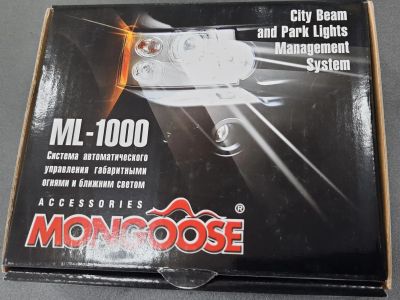 City Beam
and Park Lights
Management
System
ML-1000
Система автоматического
управления габаритными
огнями и ближним светом
ACCESSORIES
MONGOOSE®